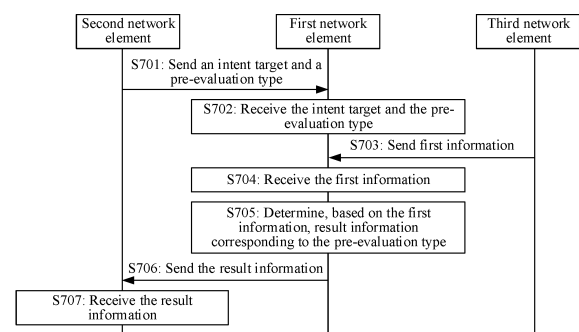 Second network
element
First network
element
Third network
element
S701: Send an intent target and a
pre-evaluation type
S702: Receive the intent target and the pre-
evaluation type
S703: Send first information
S704: Receive the first information
S705: Determine, based on the first
information, result information
corresponding to the pre-evaluation type
S706: Send the result information
S707: Receive the result
information